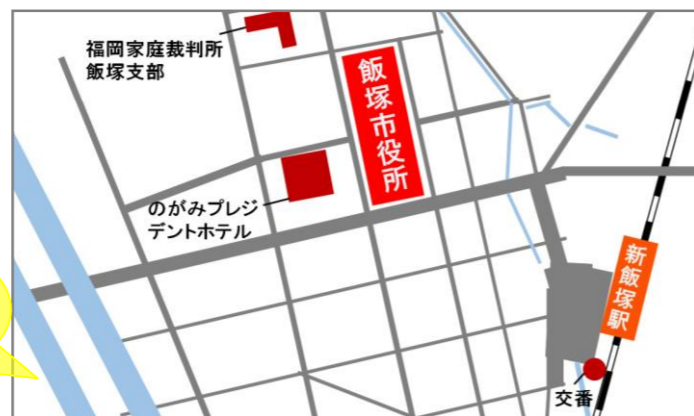 福岡家庭裁判所
飯塚支部
飯塚市役所
のがみプレジ
デントホテル
新飯塚駅
交番